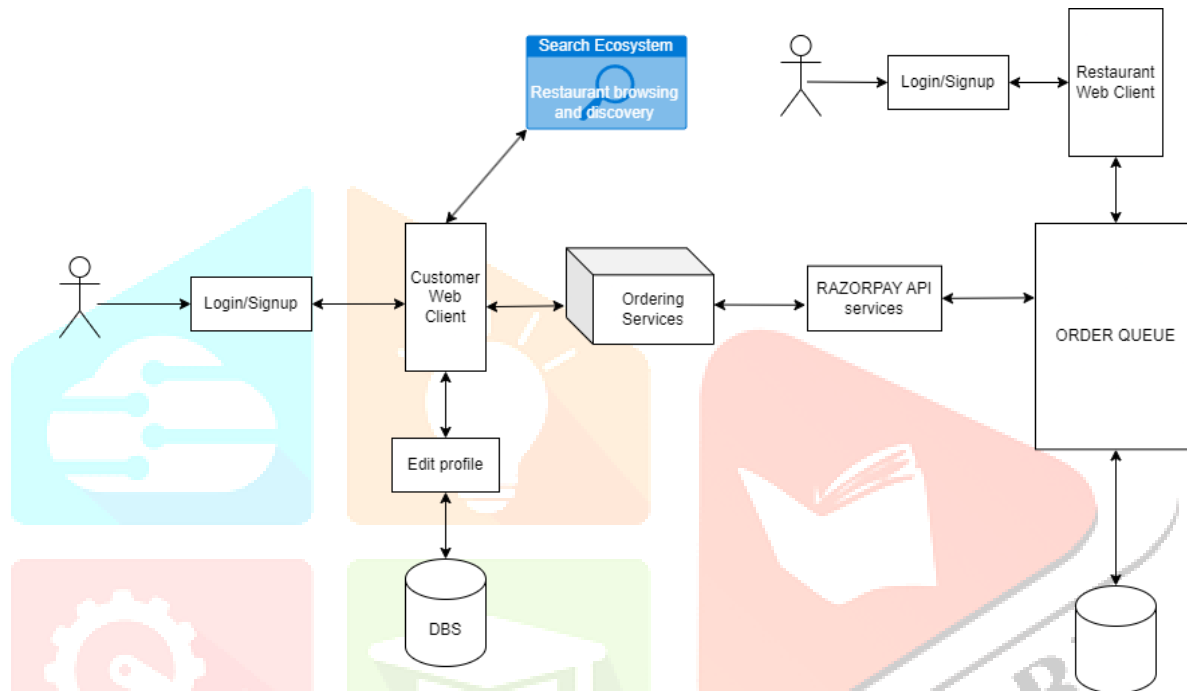 Search Ecosystem
Restaurant browsing
and discovery
Login/Signup
Restaurant
Web Client
Login/Signup
Customer
Web
Client
Ordering
Services
RAZORPAY API
services
ORDER QUEUE
Edit profile
DBS